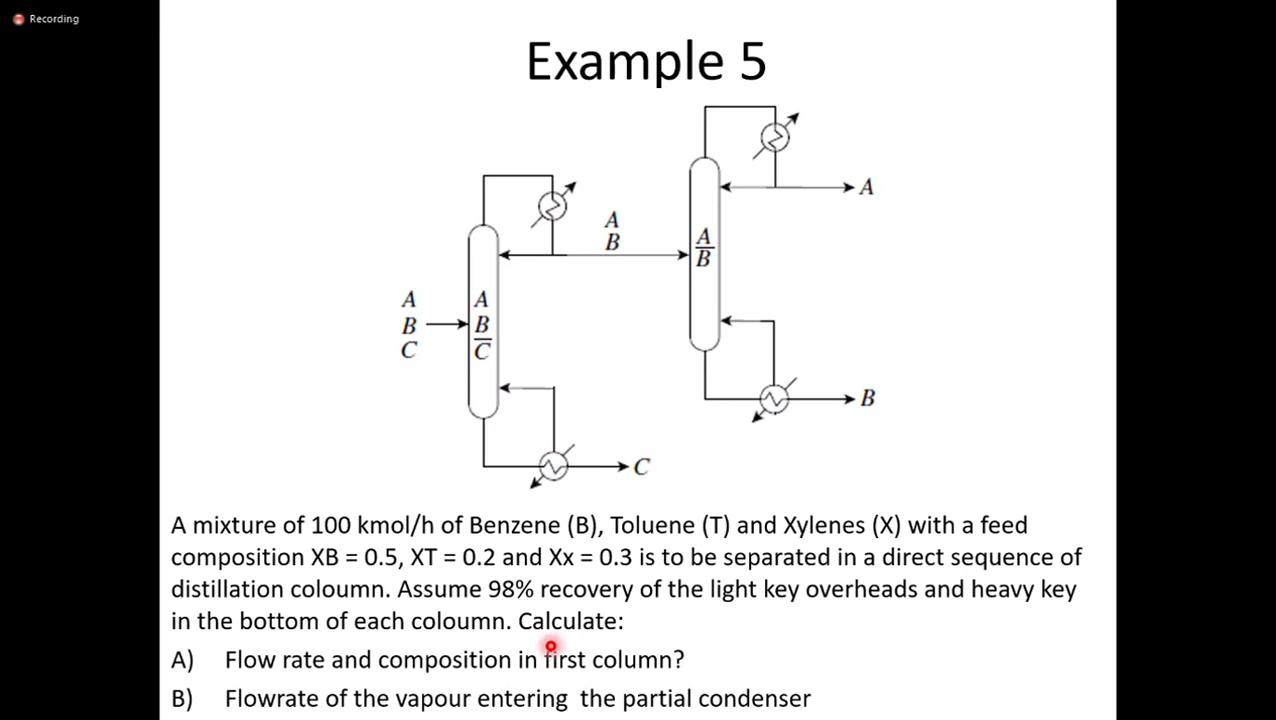 Recording
Example 5
A
A
B
A
B
A
B
C
A
B
C
B
C
A mixture of 100 kmol/h of Benzene (B), Toluene (T) and Xylenes (X) with a feed
composition XB = 0.5, XT = 0.2 and Xx = 0.3 is to be separated in a direct sequence of
distillation coloumn. Assume 98% recovery of the light key overheads and heavy key
in the bottom of each coloumn. Calculate:
A) Flow rate and composition in first column?
B) Flowrate of the vapour entering the partial condenser